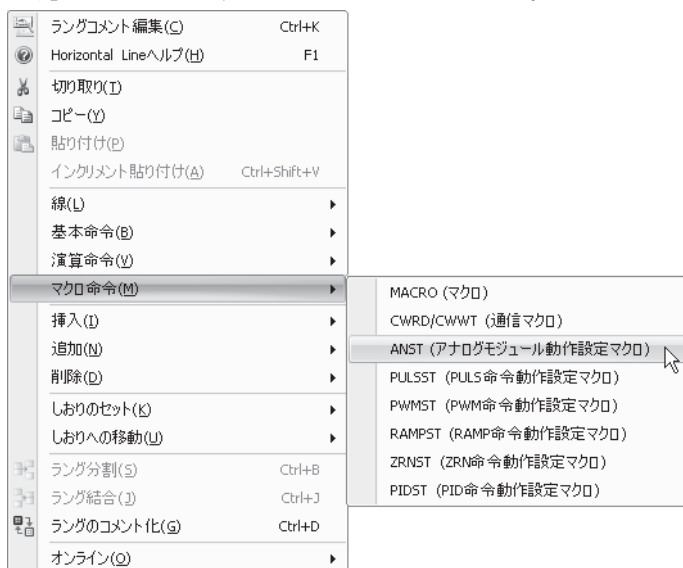 ラングコメント編集(C) Ctrl+K
Horizontal Lineヘルプ(H) F1
切り取り(T)
コピー(Y)
貼り付け(P)
インクリメント貼り付け(A) Ctrl+Shift+V
線(L)
基本命令(B)
演算命令(V)
マクロ命令(M)
MACRO (マクロ)
CWRD/CWWT (通信マクロ)
ANST (アナログモジュール動作設定マクロ)
PULSST (PULS命令動作設定マクロ)
PWMST (PWM命令動作設定マクロ)
RAMPST (RAMP命令動作設定マクロ)
ZRNST (ZRN命令動作設定マクロ)
PIDST (PID命令動作設定マクロ)
挿入(I)
追加(N)
削除(D)
しおりのセット(K)
しおりへの移動(U)
ラング分割(S) Ctrl+B
ラング結合(J) Ctrl+J
ラングのコメント化(G) Ctrl+D
オンライン(O)